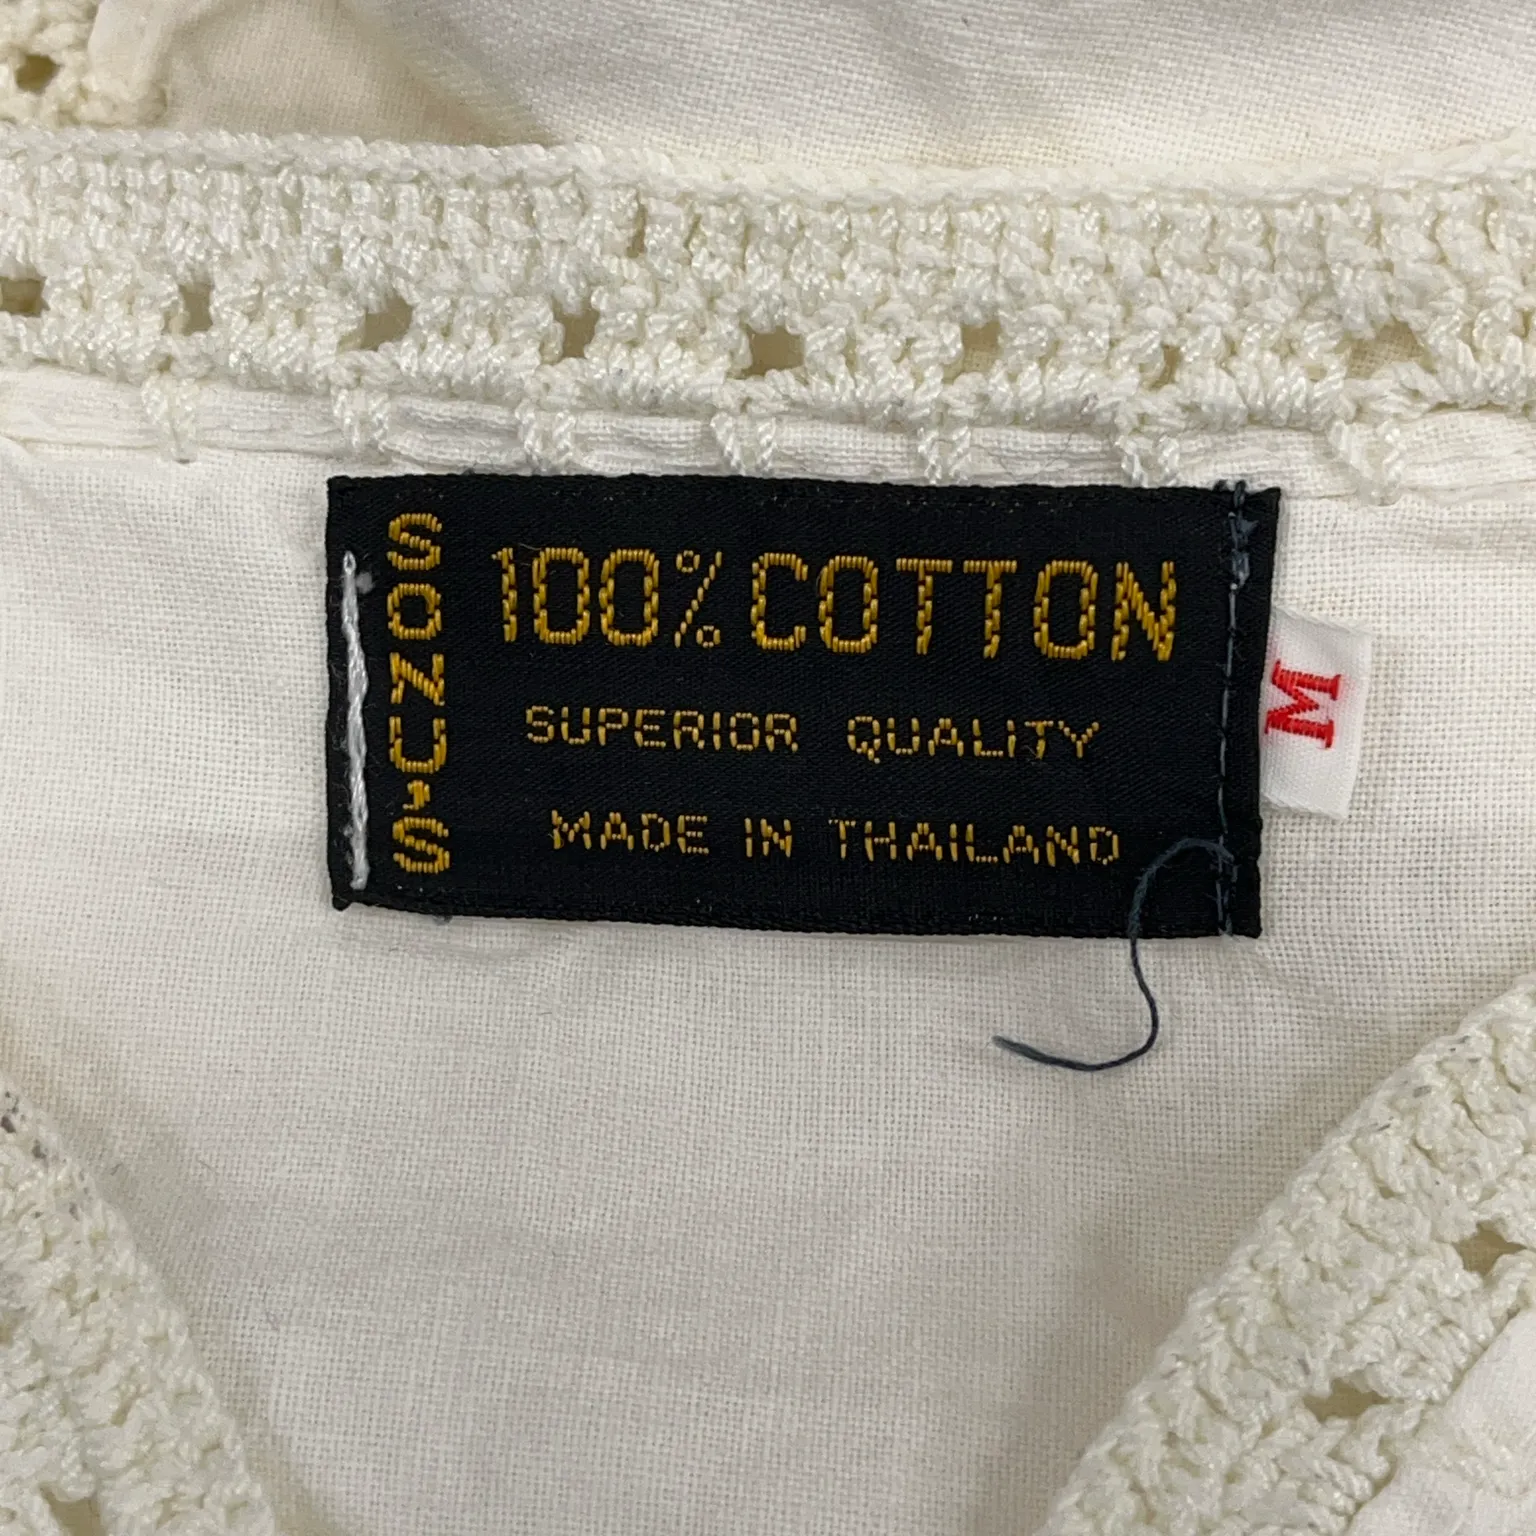 SONU'S
100% COTTON
SUPERIOR QUALITY
MADE IN THAILAND
M